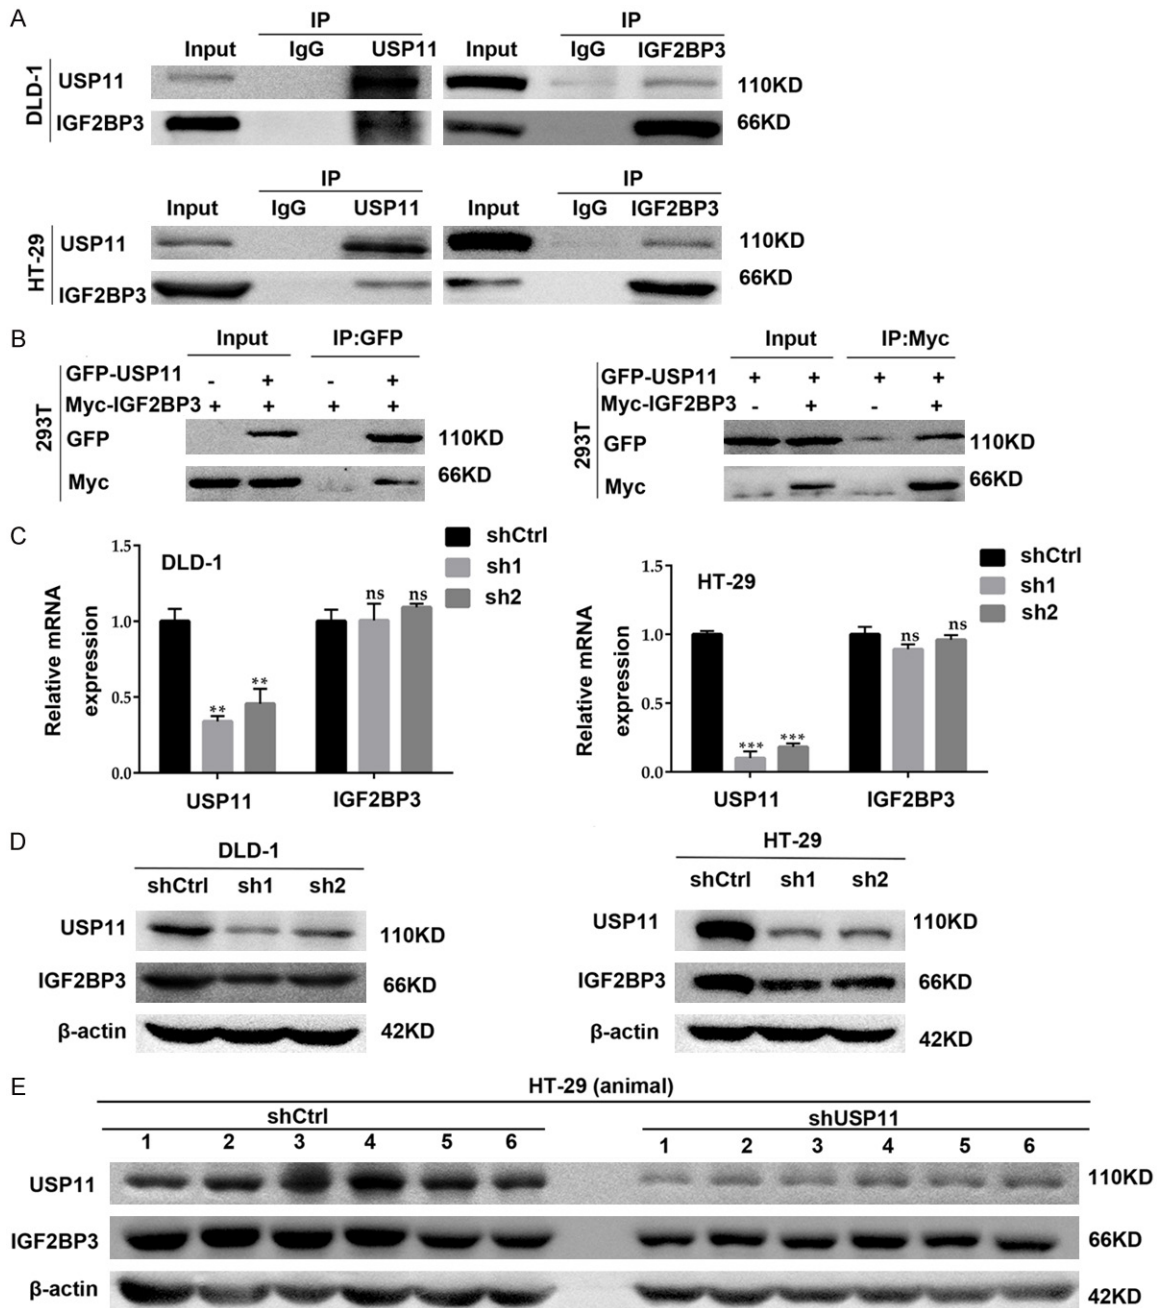 A
IP IP
Input IgG USP11 Input IgG IGF2BP3
DLD-1
USP11 110KD
IGF2BP3 66KD
IP IP
Input IgG USP11 Input IgG IGF2BP3
HT-29
USP11 110KD
IGF2BP3 66KD
B
Input IP:GFP
293T
GFP-USP11 - + - +
Myc-IGF2BP3 + + + +
GFP 110KD
Myc 66KD
Input IP:Myc
293T
GFP-USP11 + + + +
Myc-IGF2BP3 - + - +
GFP 110KD
Myc 66KD
C
DLD-1
Relative mRNA
expression
1.5
1.0
0.5
0.0
shCtrl
sh1
sh2
** ** ns ns
USP11 IGF2BP3
HT-29
Relative mRNA
expression
1.5
1.0
0.5
0.0
shCtrl
sh1
sh2
*** *** ns ns
USP11 IGF2BP3
D
DLD-1
shCtrl sh1 sh2
USP11 110KD
IGF2BP3 66KD
β-actin 42KD
HT-29
shCtrl sh1 sh2
USP11 110KD
IGF2BP3 66KD
β-actin 42KD
E
HT-29 (animal)
shCtrl shUSP11
1 2 3 4 5 6 1 2 3 4 5 6
USP11 110KD
IGF2BP3 66KD
β-actin 42KD